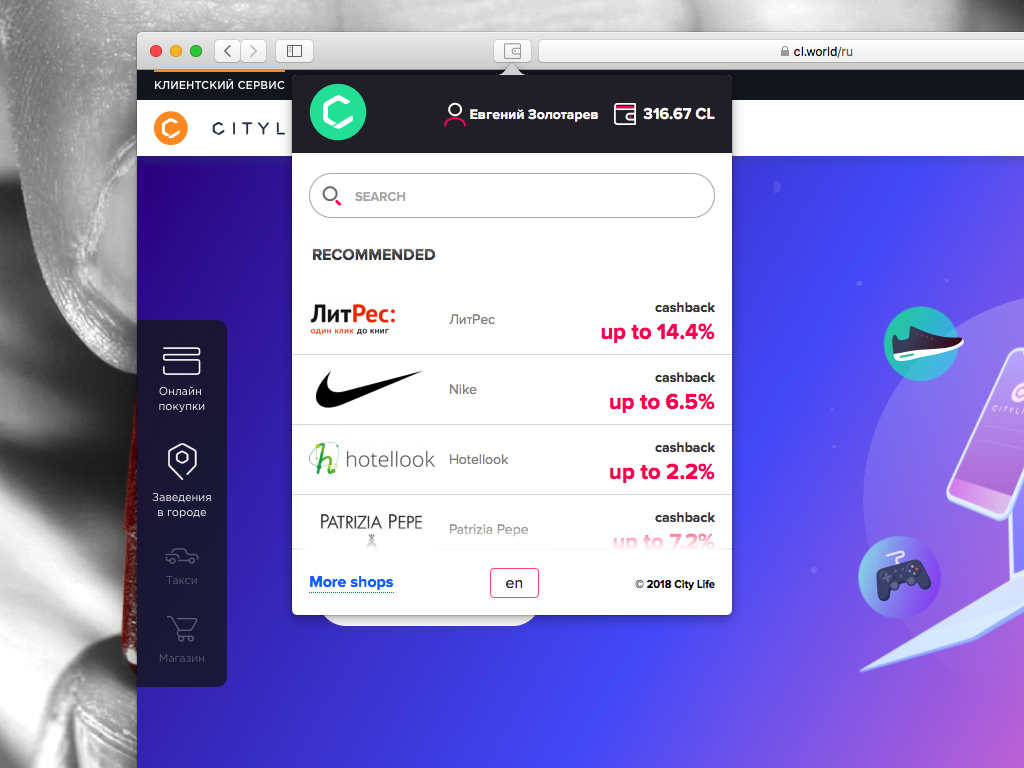 cl.world/ru
КЛИЕНТСКИЙ СЕРВИС
CITYL
Евгений Золотарев
316.67 CL
SEARCH
RECOMMENDED
ЛитРес:
один клик до книг
ЛитРес
cashback
up to 14.4%
Nike
cashback
up to 6.5%
hotellook
Hotellook
cashback
up to 2.2%
PATRIZIA PEPE
Patrizia Pepe
cashback
up to 7.2%
More shops
en
© 2018 City Life
Онлайн
покупки
Заведения
в городе
Такси
Магазин
CITYLI